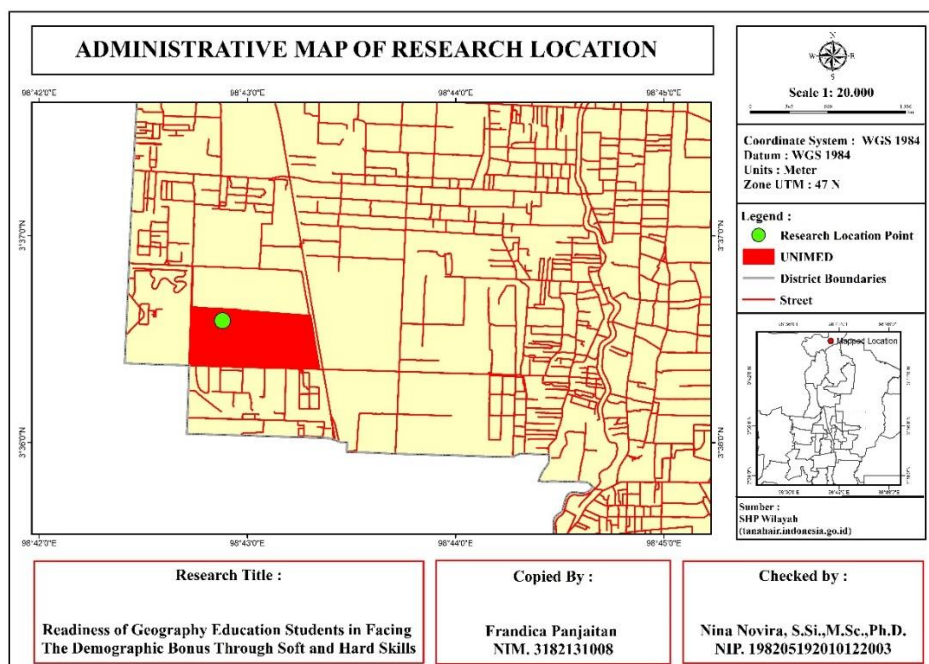 ADMINISTRATIVE MAP OF RESEARCH LOCATION
N
S
Scale 1: 20.000
98°42'0"E 98°43'0"E 98°44'0"E 98°45'0"E
Coordinate System : WGS 1984
Datum : WGS 1984
Units : Meter
Zone UTM : 47 N
3°37'0"N
3°37'0"N
Legend :
Research Location Point
UNIMED
District Boundaries
Street
Mapped Location
3°36'0"N
3°36'0"N
Sumber :
SHP Wilayah
(tanahair.indonesia.go.id)
98°42'0"E 98°43'0"E 98°44'0"E 98°45'0"E
Research Title :
Readiness of Geography Education Students in Facing
The Demographic Bonus Through Soft and Hard Skills
Copied By :
Frandica Panjaitan
NIM. 3182131008
Checked by :
Nina Novira, S.Si.,M.Sc.,Ph.D.
NIP. 198205192010122003